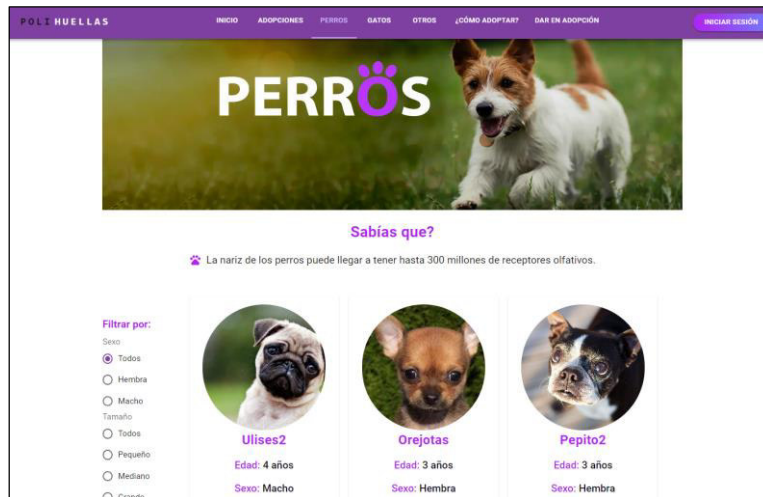 POLI HUELLAS INICIO ADOPCIONES PERROS GATOS OTROS ¿CÓMO ADOPTAR? DAR EN ADOPCIÓN INICIAR SESIÓN
PERROS
Sabías que?
La nariz de los perros puede llegar a tener hasta 300 millones de receptores olfativos.
Filtrar por:
Sexo
Todos
Hembra
Macho
Tamaño
Todos
Pequeño
Mediano
Grande
Ulises2
Edad: 4 años
Sexo: Macho
Orejotas
Edad: 3 años
Sexo: Hembra
Pepito2
Edad: 3 años
Sexo: Hembra